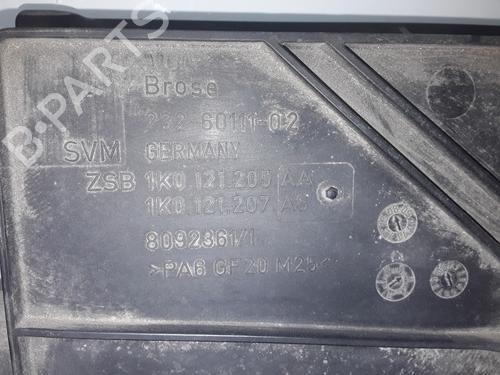 Brose
232 60111-02
SVM GERMANY
ZSB 1K0.121.205 AA
1K0.121.207
8092361/1
>PA6 GF20 M25<
B-PARTS